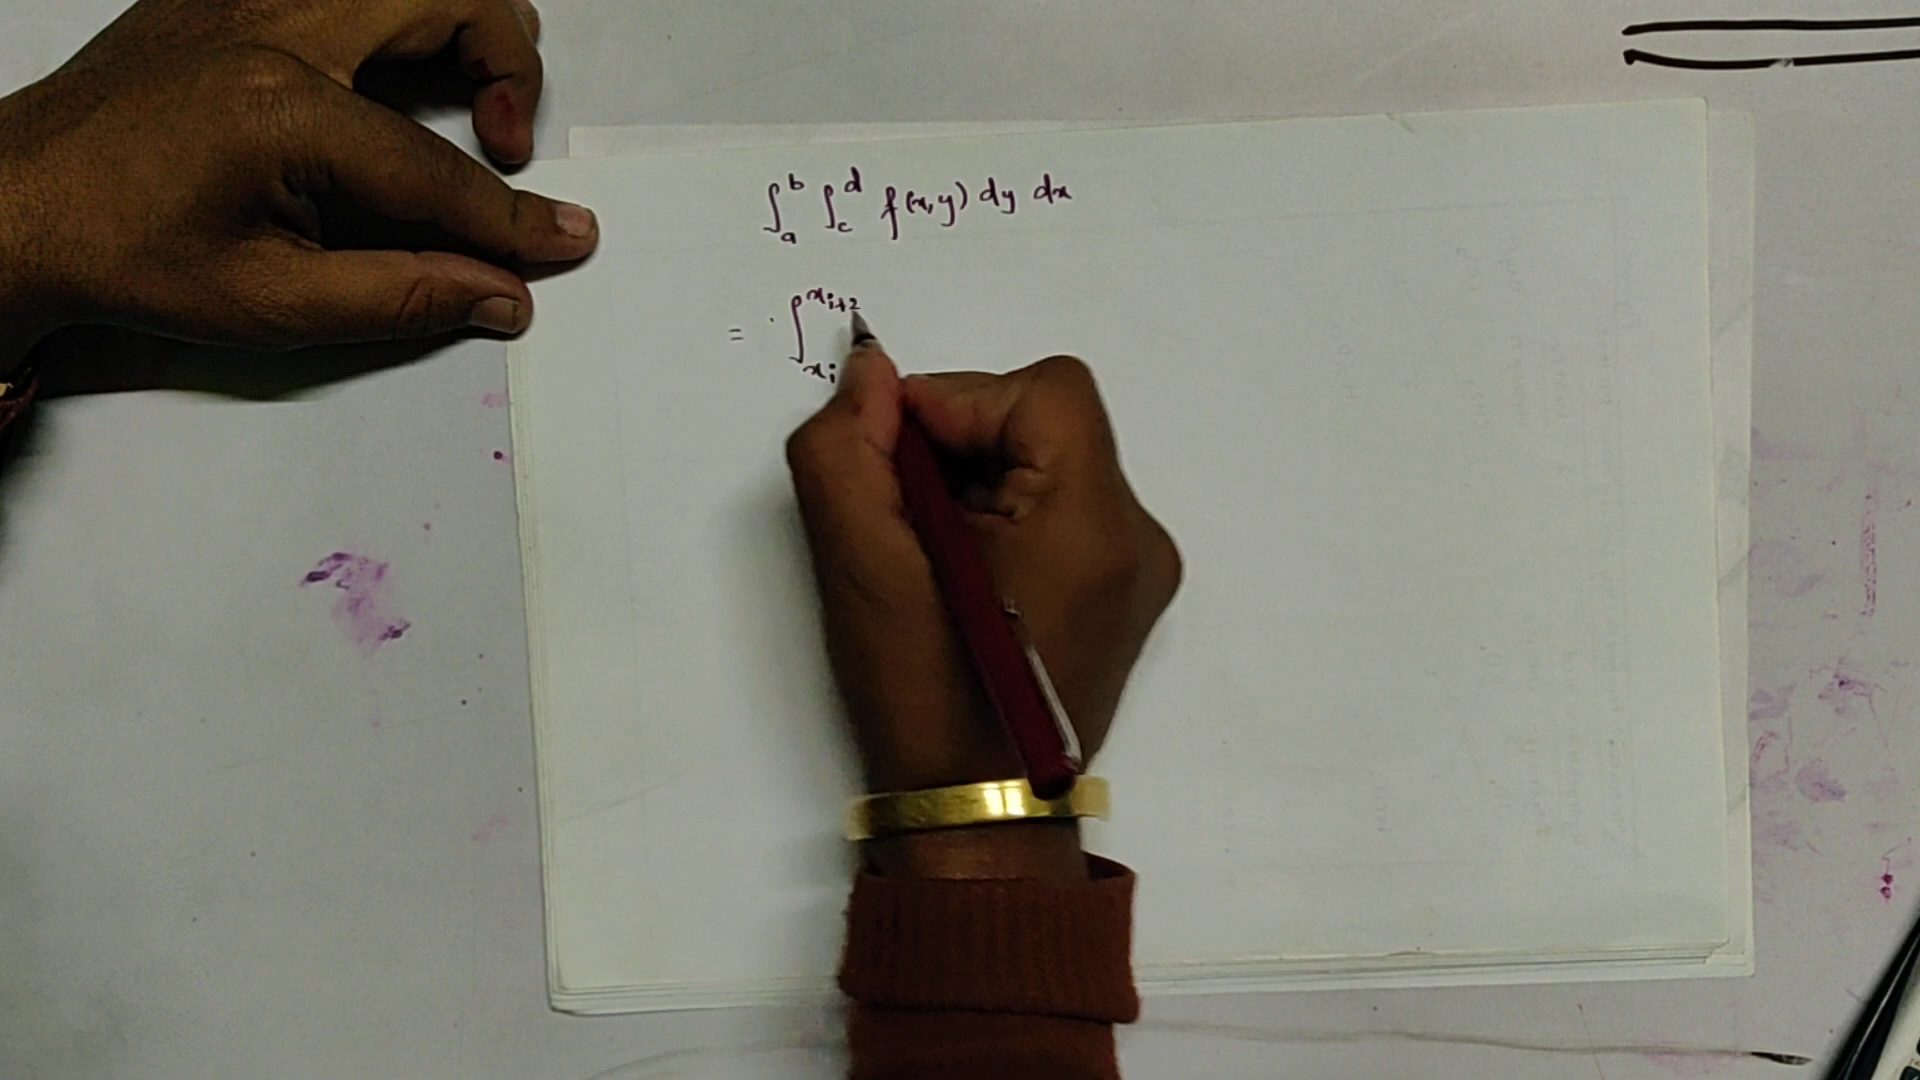 ∫_a^b ∫_c^d f(x,y) dy dx
= ∫_{x_i}^{x_{i+2}}